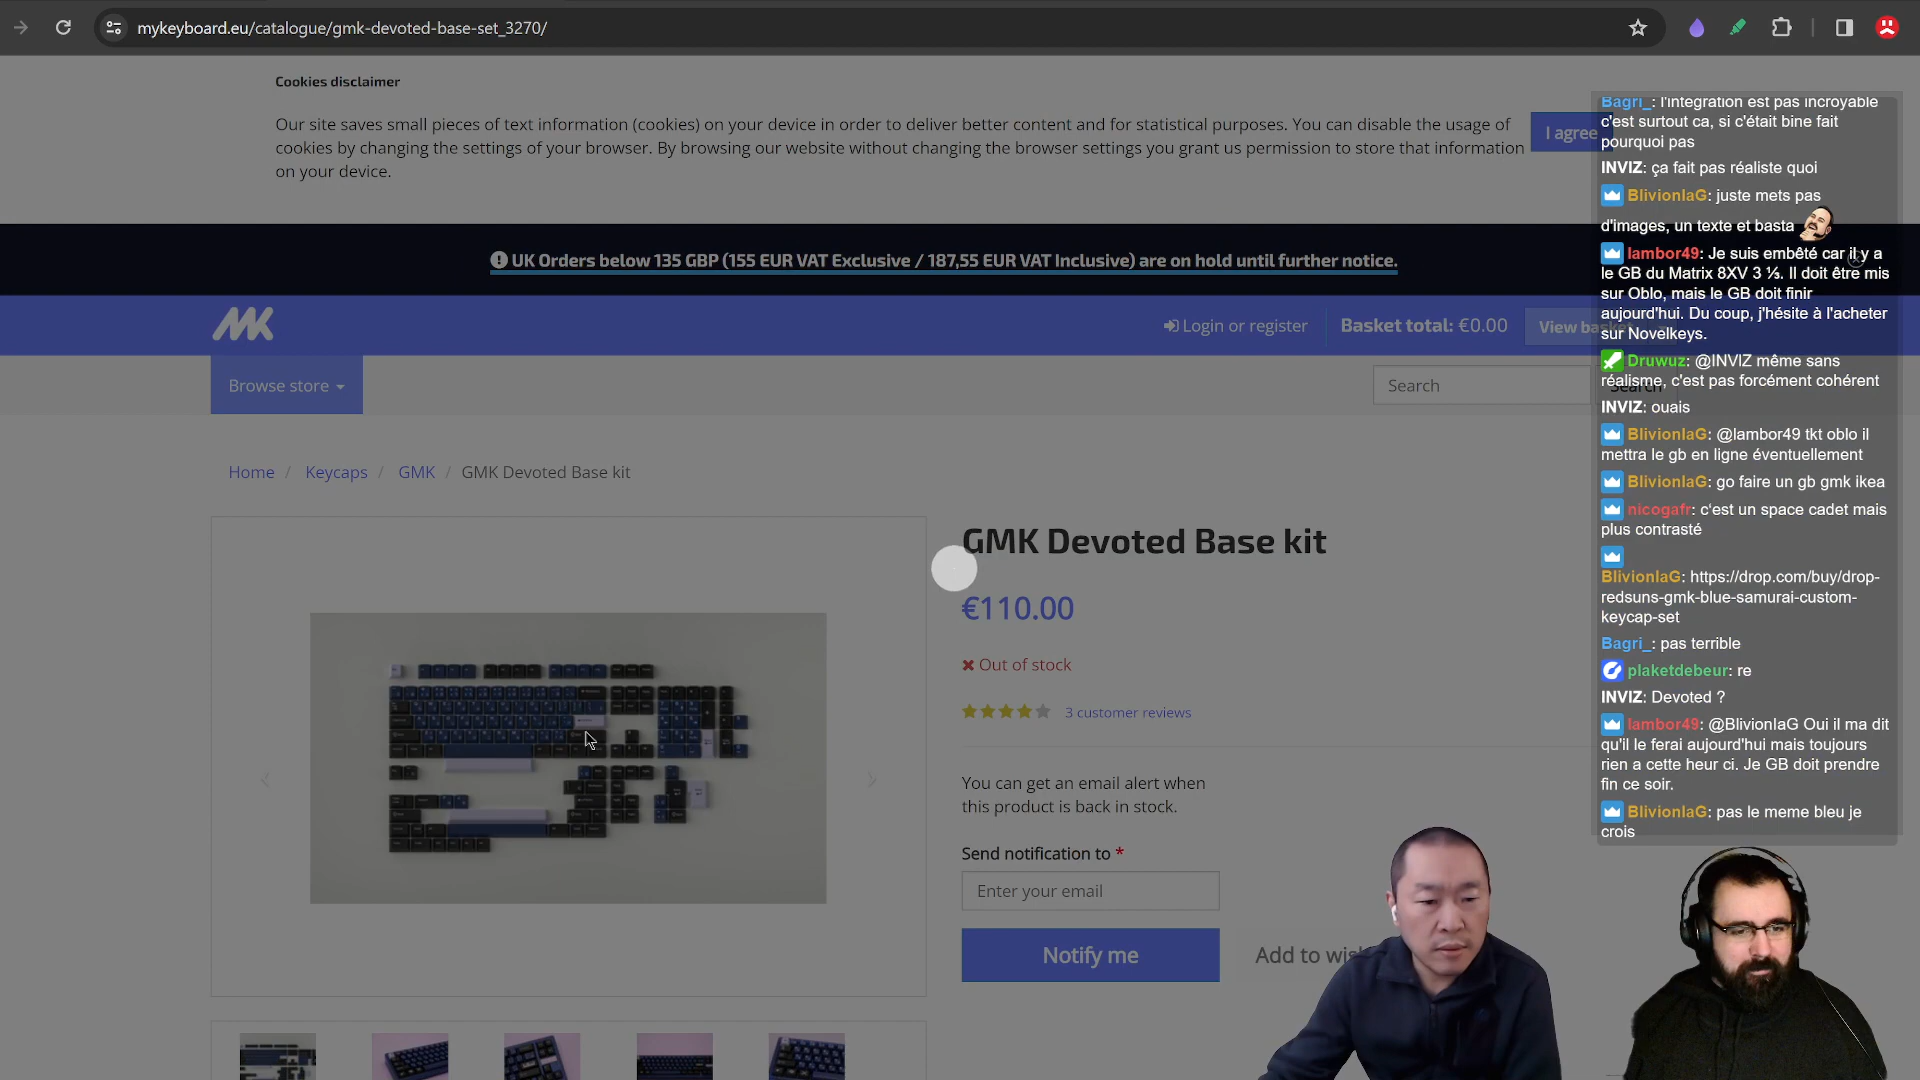 mykeyboard.eu/catalogue/gmk-devoted-base-set_3270/
Cookies disclaimer
Our site saves small pieces of text information (cookies) on your device in order to deliver better content and for statistical purposes. You can disable the usage of
cookies by changing the settings of your browser. By browsing our website without changing the browser settings you grant us permission to store that information
on your device.
I agree
UK Orders below 135 GBP (155 EUR VAT Exclusive / 187,55 EUR VAT Inclusive) are on hold until further notice.
MK
Login or register
Basket total: €0.00
View basket
Browse store
Search
Search
Home / Keycaps / GMK / GMK Devoted Base kit
GMK Devoted Base kit
€110.00
Out of stock
3 customer reviews
You can get an email alert when
this product is back in stock.
Send notification to *
Enter your email
Notify me
Add to wis
Bagri_: l'intégration est pas incroyable
c'est surtout ca, si c'était bine fait
pourquoi pas
INVIZ: ça fait pas réaliste quoi
BlivionIaG: juste mets pas
d'images, un texte et basta
lambor49: Je suis embêté car il y a
le GB du Matrix 8XV 3 ⅓. Il doit être mis
sur Oblo, mais le GB doit finir
aujourd'hui. Du coup, j'hésite à l'acheter
sur Novelkeys.
Druwuz: @INVIZ même sans
réalisme, c'est pas forcément cohérent
INVIZ: ouais
BlivionIaG: @lambor49 tkt oblo il
mettra le gb en ligne éventuellement
BlivionIaG: go faire un gb gmk ikea
nicogafr: c'est un space cadet mais
plus contrasté
BlivionIaG: https://drop.com/buy/drop-
redsuns-gmk-blue-samurai-custom-
keycap-set
Bagri_: pas terrible
plaketdebeur: re
INVIZ: Devoted ?
lambor49: @BlivionIaG Oui il ma dit
qu'il le ferai aujourd'hui mais toujours
rien a cette heur ci. Je GB doit prendre
fin ce soir.
BlivionIaG: pas le meme bleu je
crois